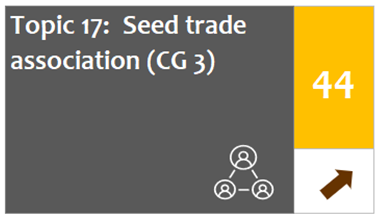 Topic 17:  Seed trade
association (CG 3)
44